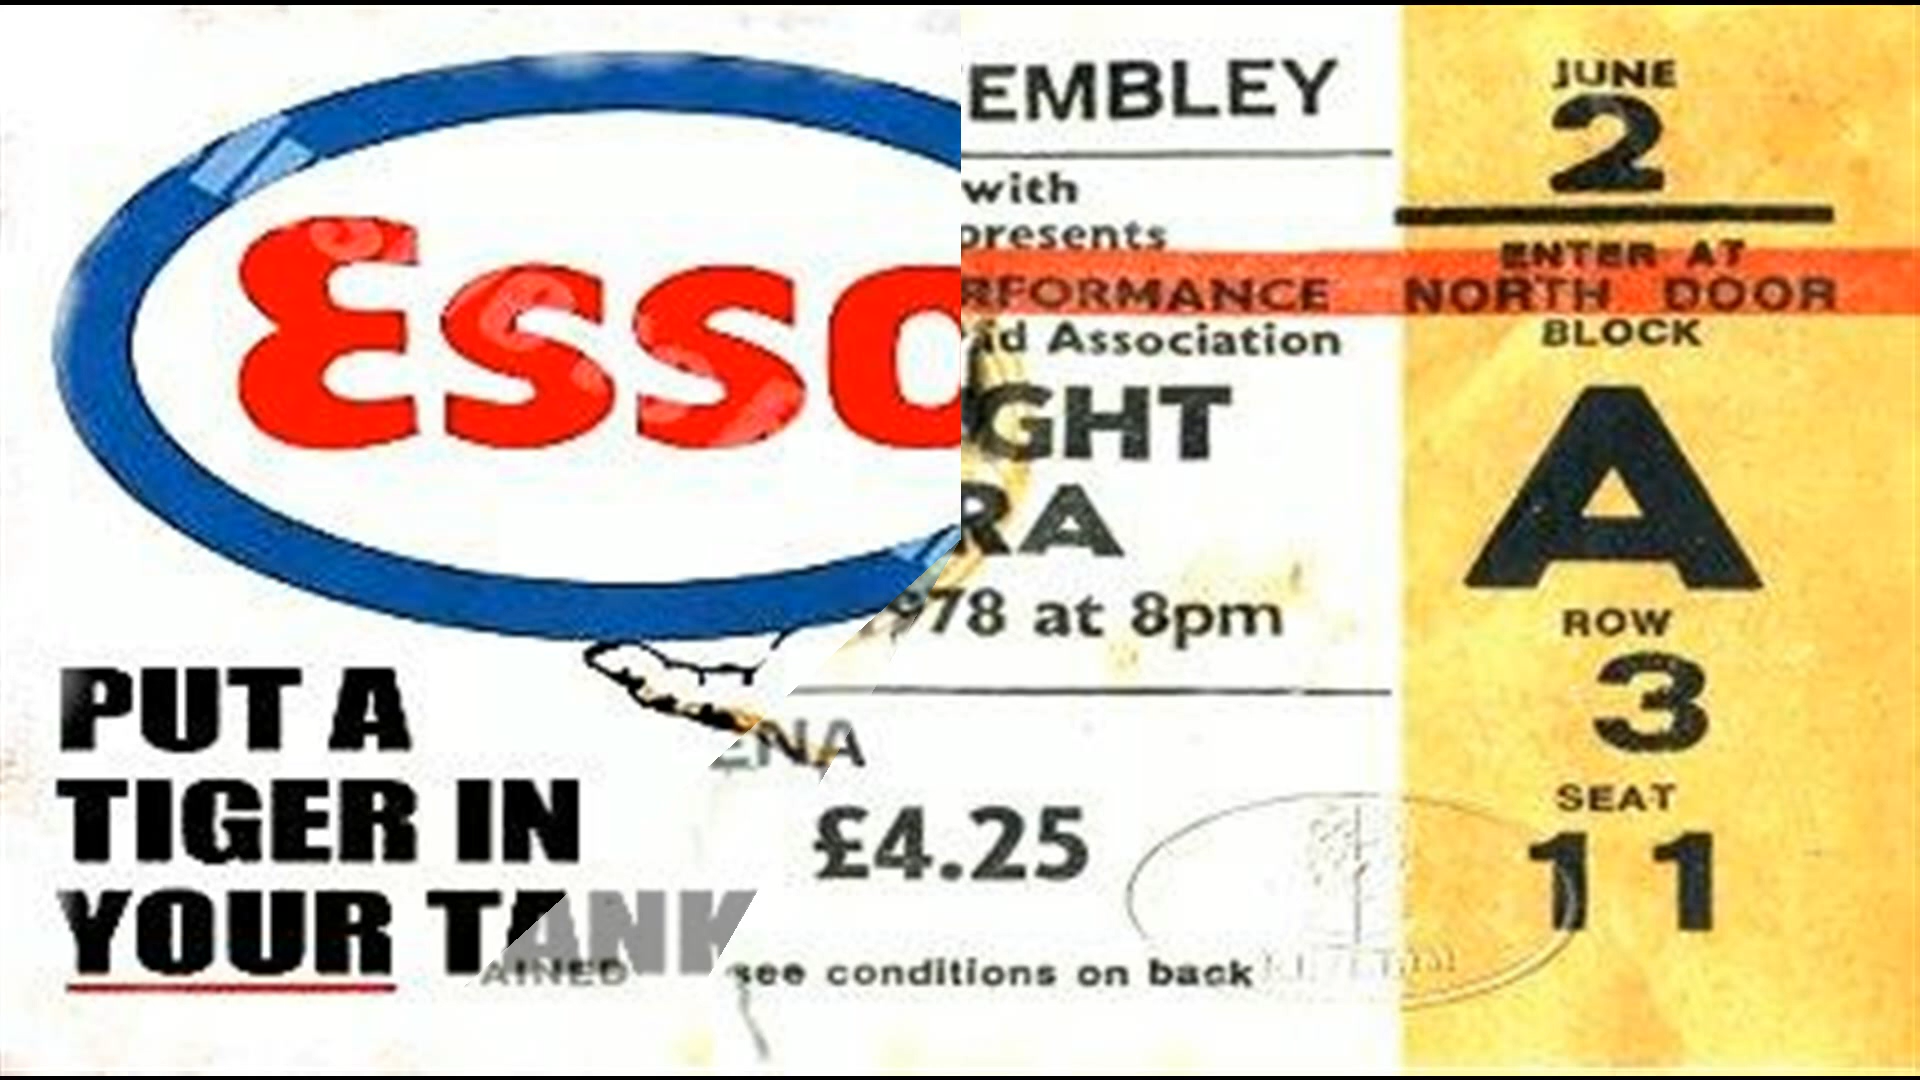 Esso
PUT A
TIGER IN
YOUR TANK
EMBLEY
with
presents
RFORMANCE
id Association
GHT
RA
1978 at 8pm
ENA
£4.25
AINED
see conditions on back
JUNE
2
ENTER AT
NORTH DOOR
BLOCK
A
ROW
3
SEAT
11